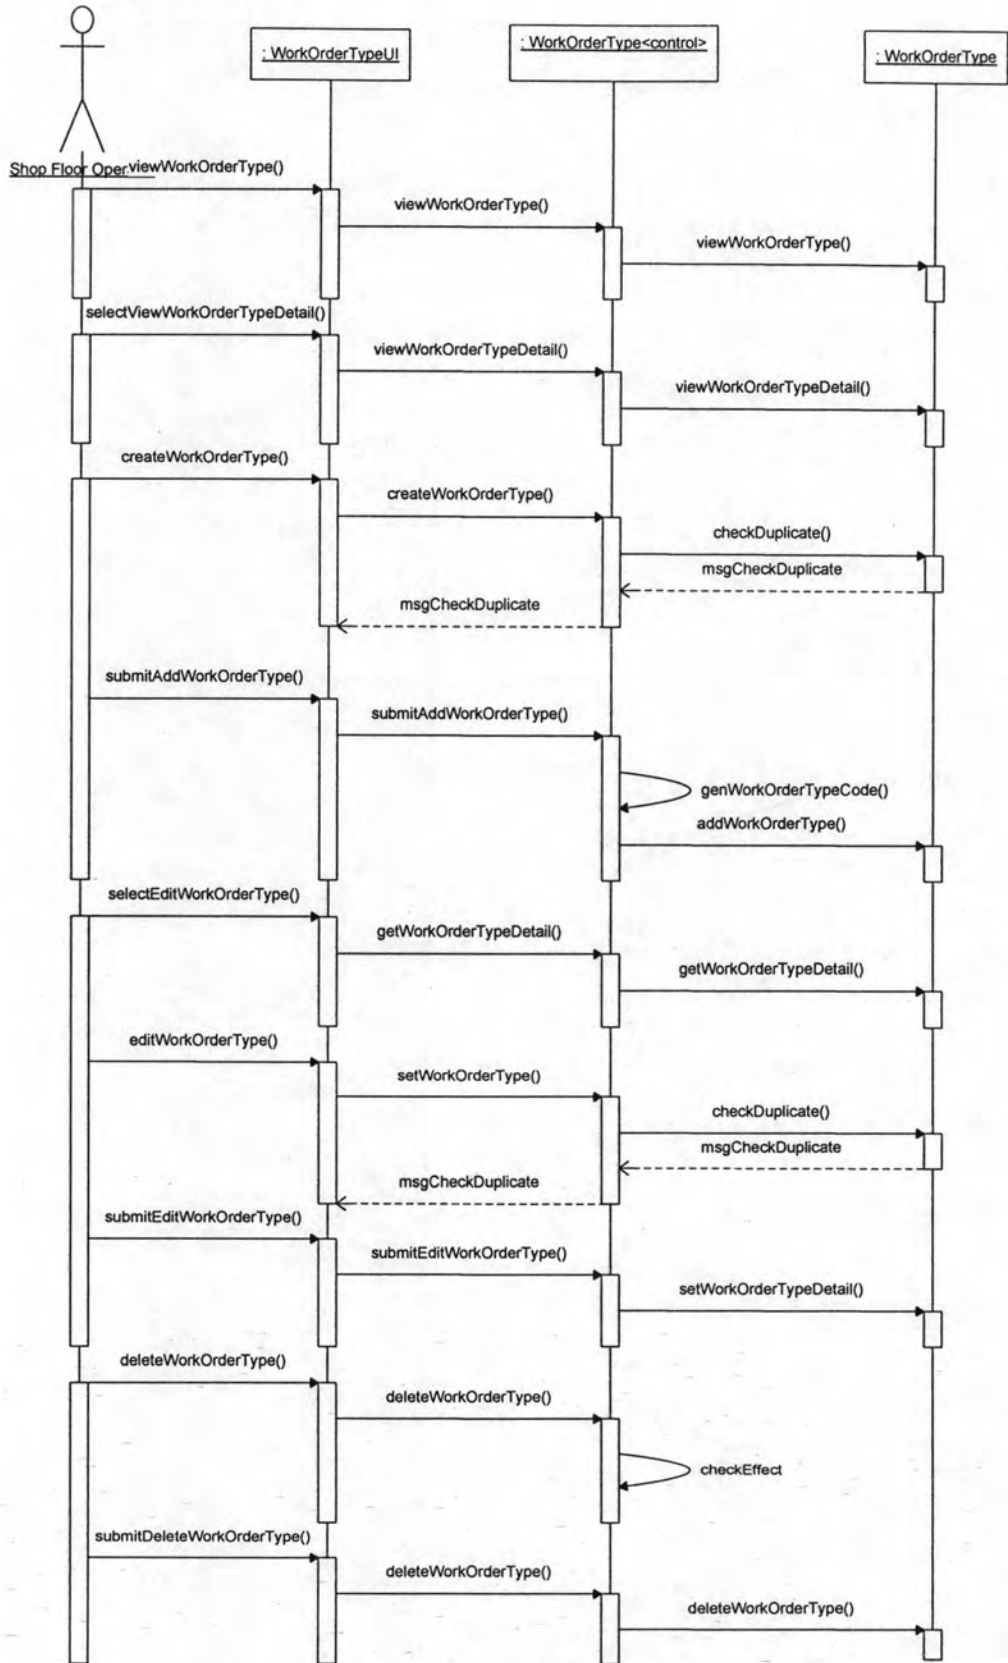 : WorkOrderTypeUI
: WorkOrderType<control>
: WorkOrderType
Shop Floor Oper
viewWorkOrderType()
viewWorkOrderType()
viewWorkOrderType()
selectViewWorkOrderTypeDetail()
viewWorkOrderTypeDetail()
viewWorkOrderTypeDetail()
createWorkOrderType()
createWorkOrderType()
checkDuplicate()
msgCheckDuplicate
msgCheckDuplicate
submitAddWorkOrderType()
submitAddWorkOrderType()
genWorkOrderTypeCode()
addWorkOrderType()
selectEditWorkOrderType()
getWorkOrderTypeDetail()
getWorkOrderTypeDetail()
editWorkOrderType()
setWorkOrderType()
checkDuplicate()
msgCheckDuplicate
msgCheckDuplicate
submitEditWorkOrderType()
submitEditWorkOrderType()
setWorkOrderTypeDetail()
deleteWorkOrderType()
deleteWorkOrderType()
checkEffect
submitDeleteWorkOrderType()
deleteWorkOrderType()
deleteWorkOrderType()